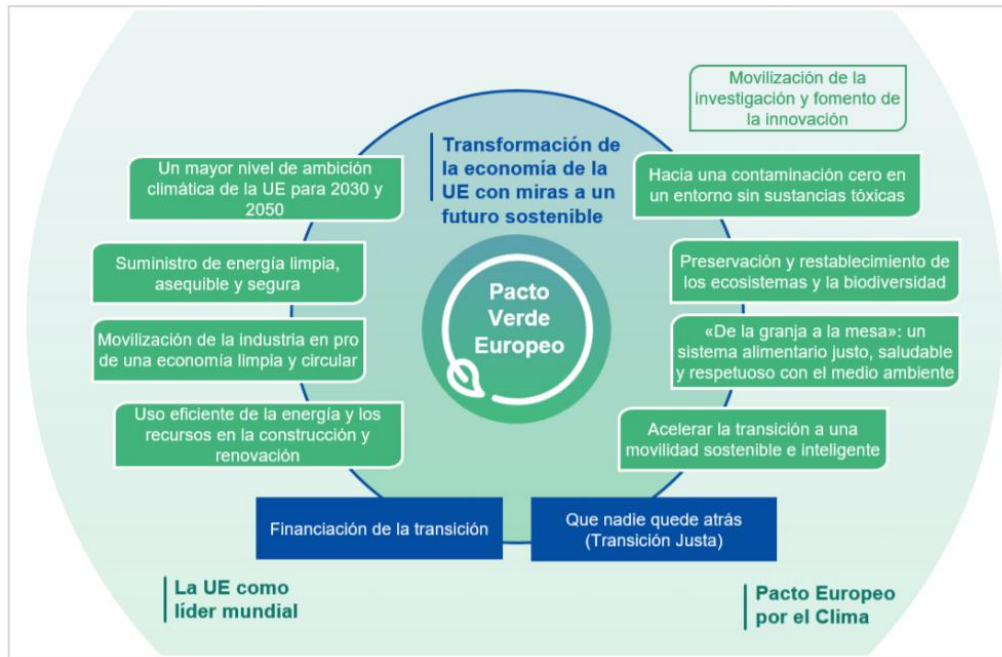 Movilización de la
investigación y fomento de
la innovación
Transformación de
la economía de la
UE con miras a un
futuro sostenible
Un mayor nivel de ambición
climática de la UE para 2030 y
2050
Hacia una contaminación cero en
un entorno sin sustancias tóxicas
Suministro de energía limpia,
asequible y segura
Preservación y restablecimiento de
los ecosistemas y la biodiversidad
Pacto
Verde
Europeo
Movilización de la industria en pro
de una economía limpia y circular
«De la granja a la mesa»: un
sistema alimentario justo, saludable
y respetuoso con el medio ambiente
Uso eficiente de la energía y los
recursos en la construcción y
renovación
Acelerar la transición a una
movilidad sostenible e inteligente
Financiación de la transición
Que nadie quede atrás
(Transición Justa)
La UE como
líder mundial
Pacto Europeo
por el Clima